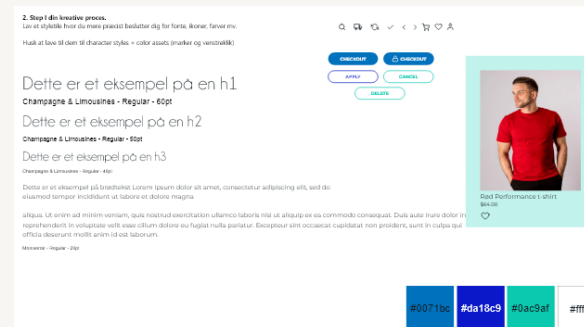 2. Step I din kreative proces.
Lav et styletile hvor du mere præcist beslutter dig for fonte, ikoner, farver mv.
Husk at lave til dem til character styles + color assets (marker og venstreklik)
CHECKOUT
CHECKOUT
APPLY
CANCEL
DELETE
Dette er et eksempel på en h1
Champagne & Limousines - Regular - 60pt
Dette er et eksempel på en h2
Champagne & Limousines - Regular - 50pt
Dette er et eksempel på en h3
Champagne & Limousines - Regular - 40pt
Dette er et eksempel på brødtekst Lorem ipsum dolor sit amet, consectetur adipiscing elit, sed do
eiusmod tempor incididunt ut labore et dolore magna
aliqua. Ut enim ad minim veniam, quis nostrud exercitation ullamco laboris nisi ut aliquip ex ea commodo consequat. Duis aute irure dolor in
reprehenderit in voluptate velit esse cillum dolore eu fugiat nulla pariatur. Excepteur sint occaecat cupidatat non proident, sunt in culpa qui
officia deserunt mollit anim id est laborum.
Montserrat - Regular - 20pt
Rød Performance t-shirt
#0071bc
#da18c9
#0ac9af
#fff